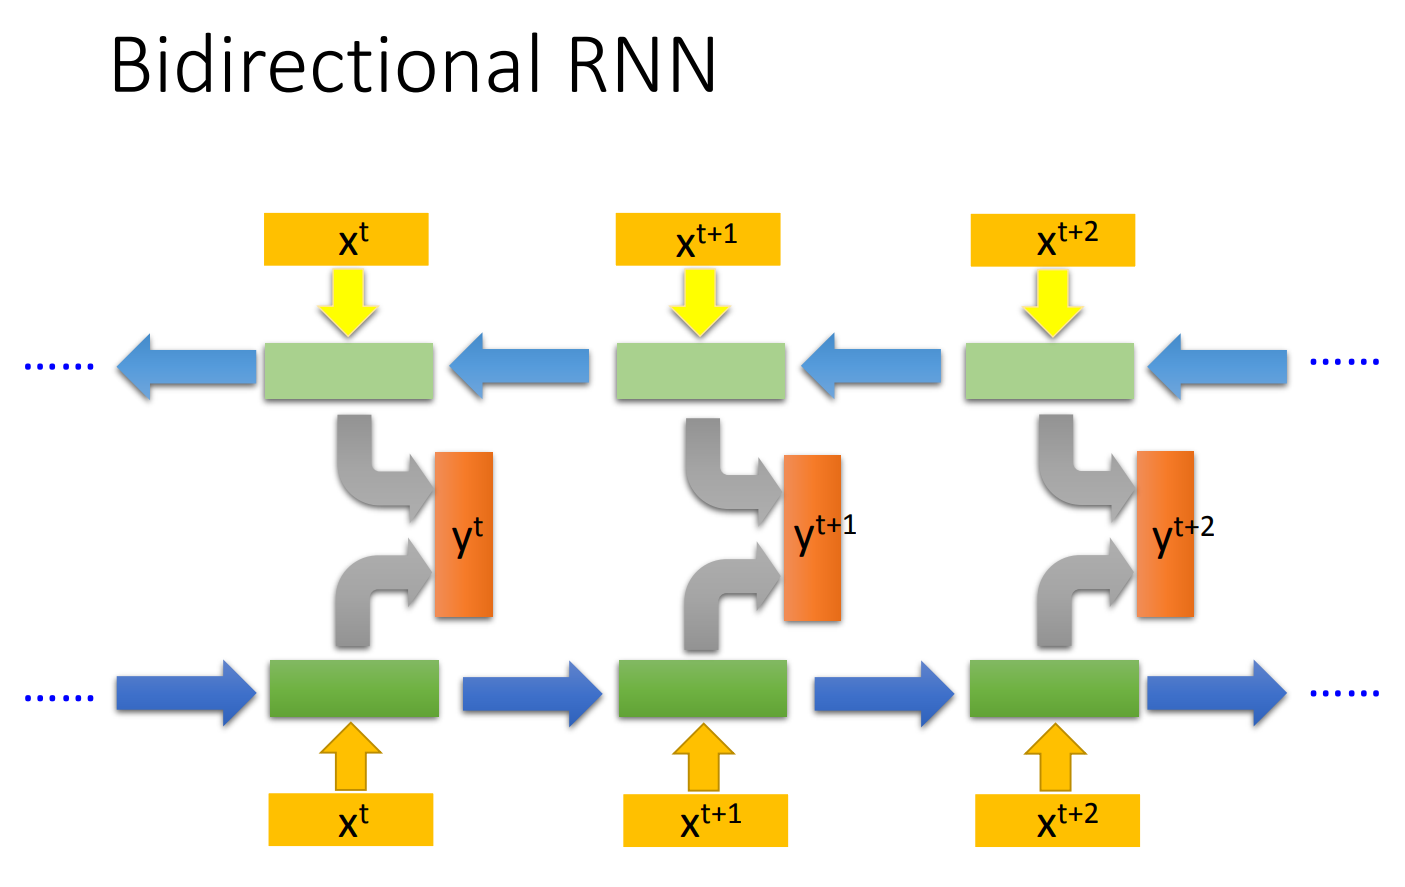 Bidirectional RNN
xᵗ xᵗ⁺¹ xᵗ⁺²
...... ......
yᵗ yᵗ⁺¹ yᵗ⁺²
...... ......
xᵗ xᵗ⁺¹ xᵗ⁺²